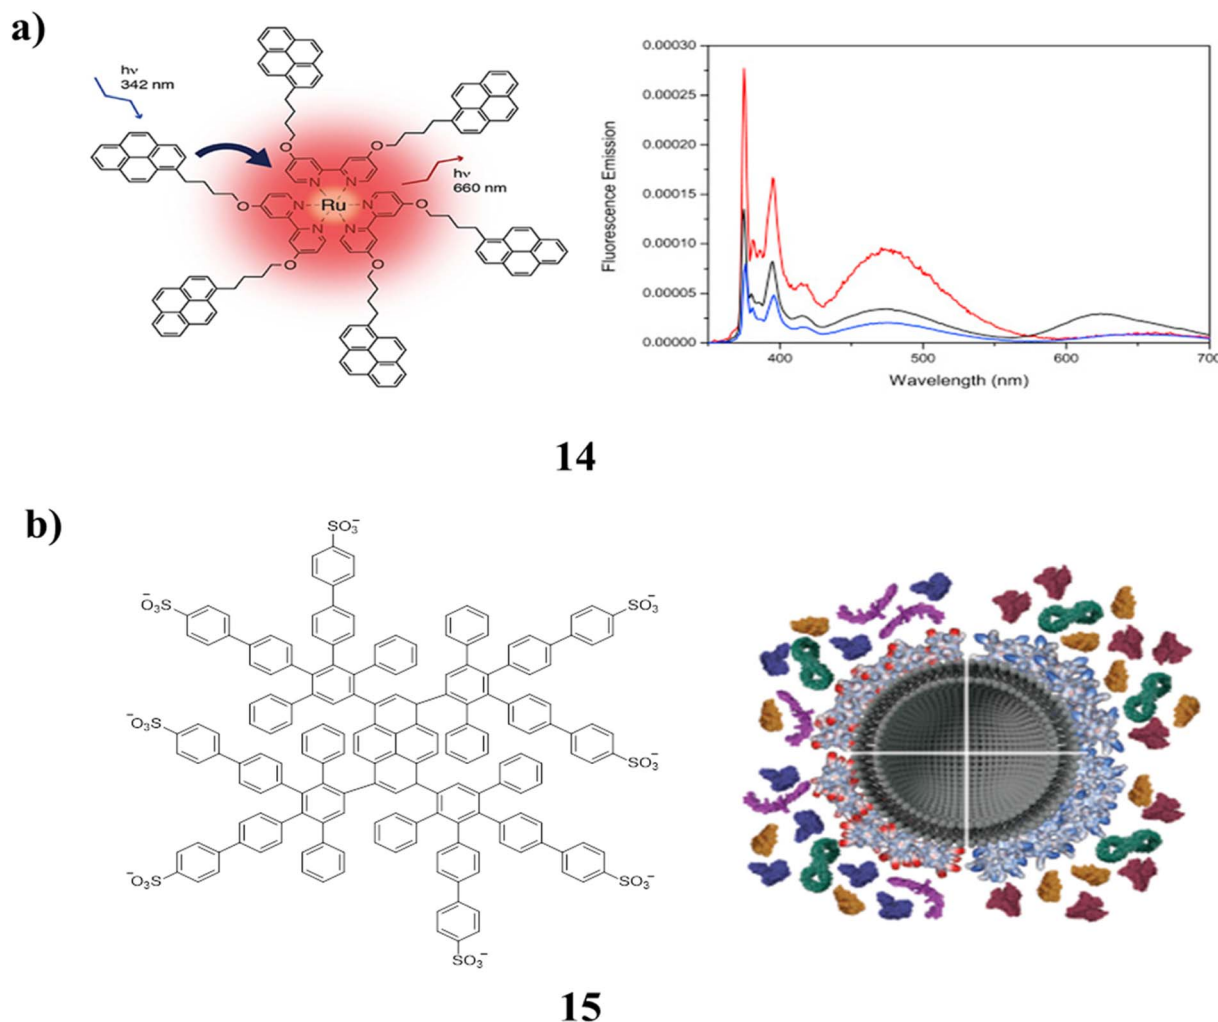 a)
hν
342 nm
O
O
O
O
O
O
N
N
N
N
N
N
Ru
hν
660 nm
Fluorescence Emission
0.00030
0.00025
0.00020
0.00015
0.00010
0.00005
0.00000
400
500
600
700
Wavelength (nm)
14
b)
SO3−
−O3S
SO3−
−O3S
SO3−
−O3S
SO3−
SO3−
15